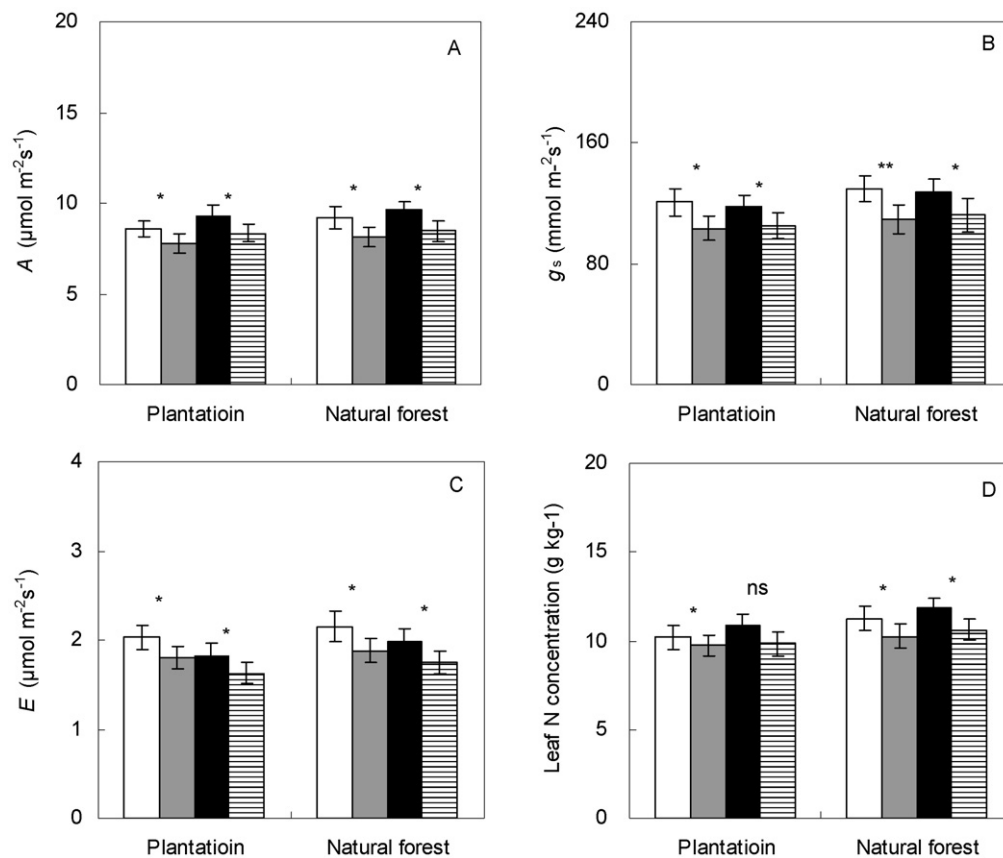 A
A (μmol m⁻²s⁻¹)
20
15
10
5
0
* * * *
Plantatioin Natural forest
B
gs (mmol m-²s⁻¹)
240
160
80
0
* * ** *
Plantatioin Natural forest
C
E (μmol m⁻²s⁻¹)
4
3
2
1
0
* * * *
Plantatioin Natural forest
D
Leaf N concentration (g kg-1)
20
15
10
5
0
* ns * *
Plantatioin Natural forest